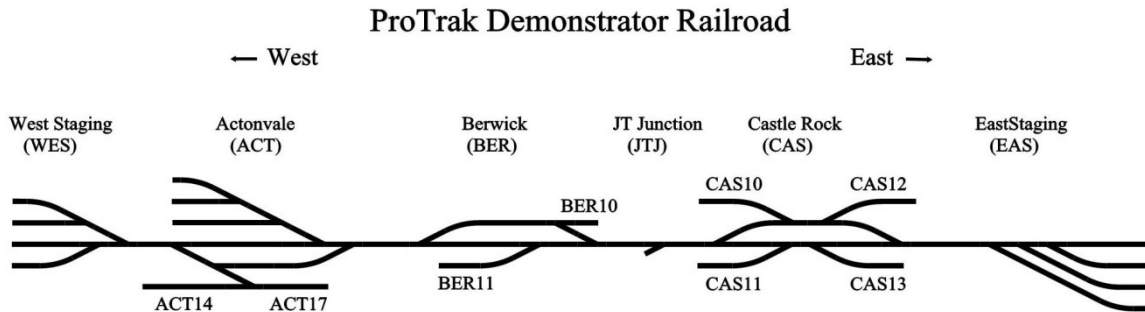 ProTrak Demonstrator Railroad
West
East
West Staging
(WES)
Actonvale
(ACT)
Berwick
(BER)
JT Junction
(JTJ)
Castle Rock
(CAS)
EastStaging
(EAS)
CAS10
CAS12
BER10
BER11
CAS11
CAS13
ACT14
ACT17